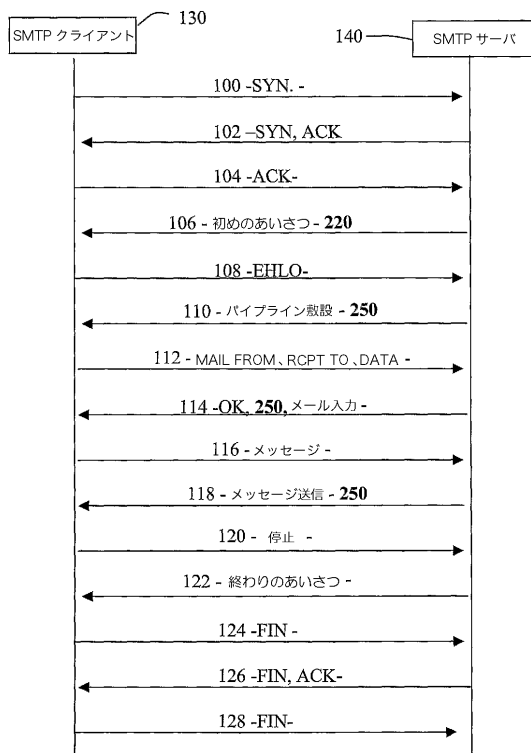 130
SMTP クライアント
140
SMTP サーバ
100 -SYN. -
102 –SYN, ACK
104 -ACK-
106 - 初めのあいさつ - 220
108 -EHLO-
110 - パイプライン敷設 - 250
112 - MAIL FROM、RCPT TO、DATA -
114 -OK, 250, メール入力 -
116 - メッセージ -
118 - メッセージ送信 - 250
120 - 停止 -
122 - 終わりのあいさつ -
124 -FIN -
126 -FIN, ACK-
128 -FIN-